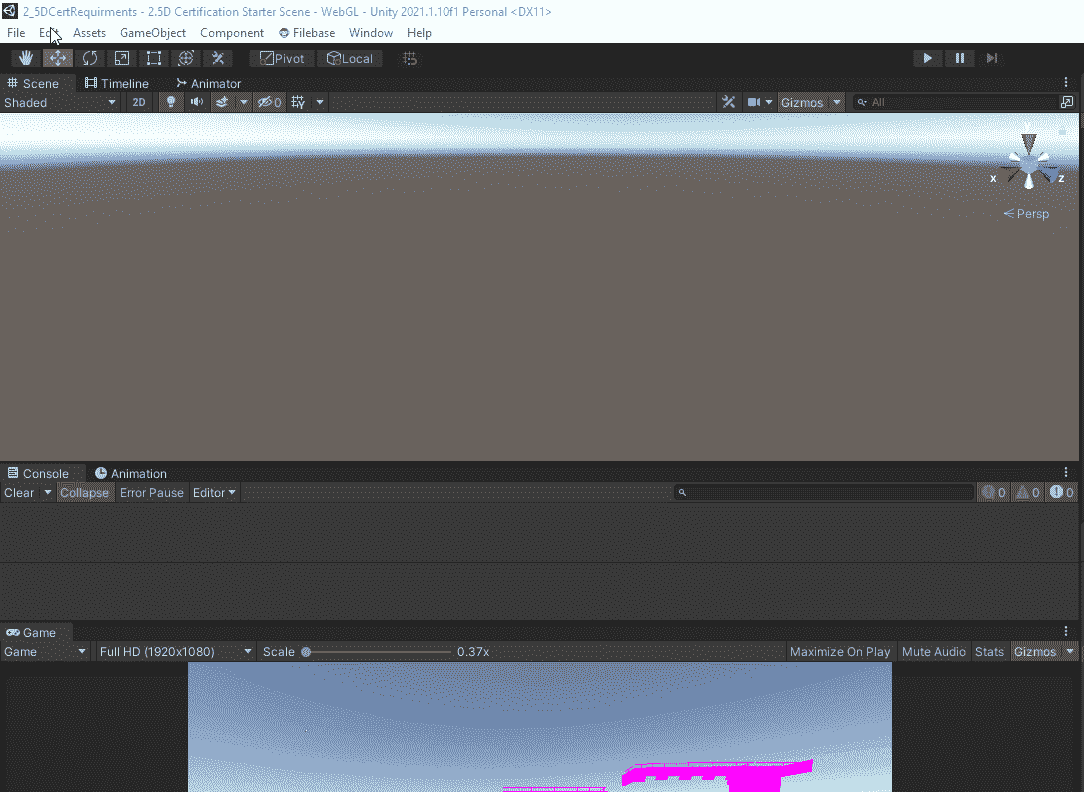 2_5DCertRequirments - 2.5D Certification Starter Scene - WebGL - Unity 2021.1.10f1 Personal <DX11>
File Assets GameObject Component Filebase Window Help
Pivot Local
Scene Timeline Animator
Shaded 2D 0 Gizmos All
x z
Persp
Console Animation
Clear Collapse Error Pause Editor 0 0 0
Game
Game Full HD (1920x1080) Scale 0.37x Maximize On Play Mute Audio Stats Gizmos